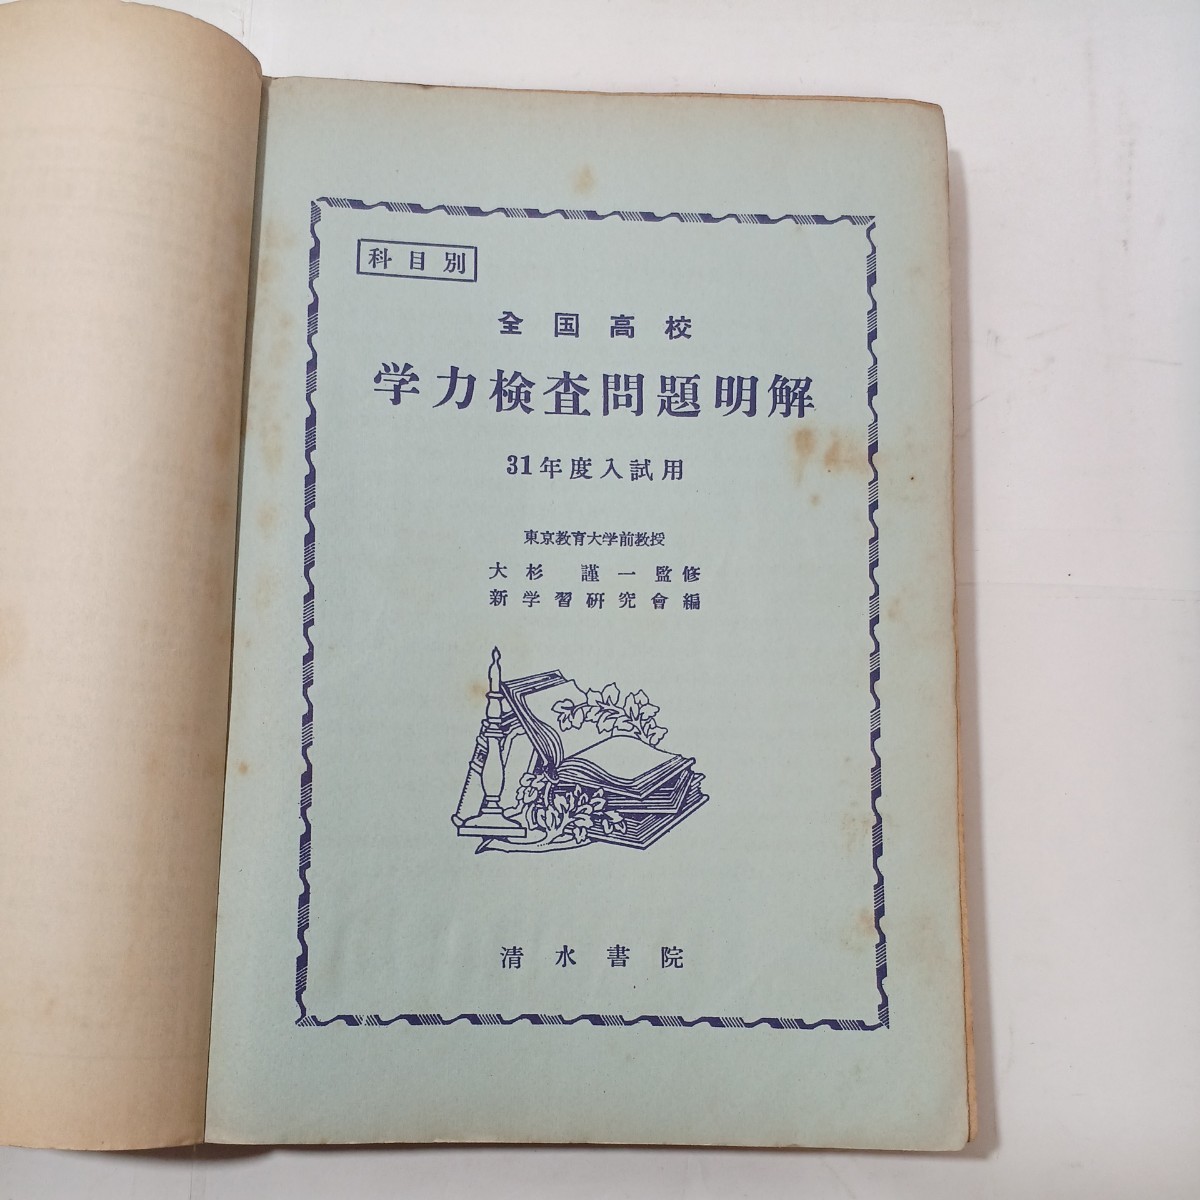 科目別
全国高校
学力検査問題明解
31年度入試用
東京教育大学前教授
大杉 謹一監修
新学習研究會編
清水書院